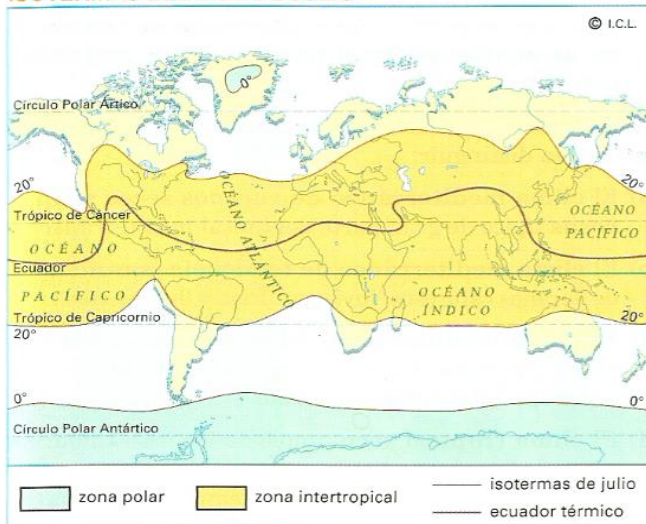 © I.C.L.
0°
Círculo Polar Ártico
20°
20°
Trópico de Cáncer
OCÉANO ATLÁNTICO
OCÉANO PACÍFICO
OCÉANO PACÍFICO
Ecuador
OCÉANO ÍNDICO
Trópico de Capricornio
20°
20°
0°
0°
Círculo Polar Antártico
zona polar
zona intertropical
isotermas de julio
ecuador térmico